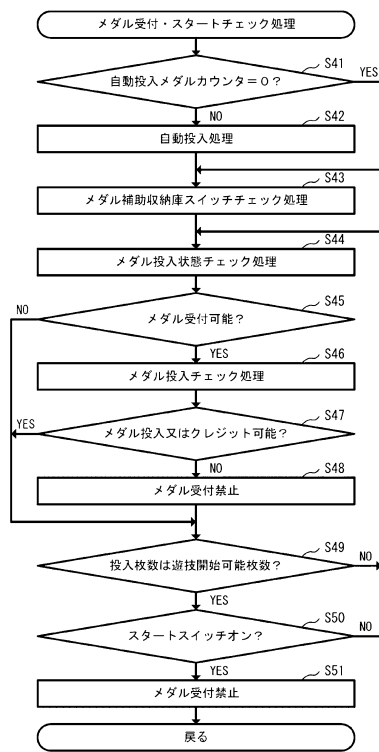 メダル受付・スタートチェック処理
S41
自動投入メダルカウンタ=0?
YES
NO
S42
自動投入処理
S43
メダル補助収納庫スイッチチェック処理
S44
メダル投入状態チェック処理
S45
NO
メダル受付可能?
YES
S46
メダル投入チェック処理
S47
YES
メダル投入又はクレジット可能?
NO
S48
メダル受付禁止
S49
投入枚数は遊技開始可能枚数?
NO
YES
S50
スタートスイッチオン?
NO
YES
S51
メダル受付禁止
戻る